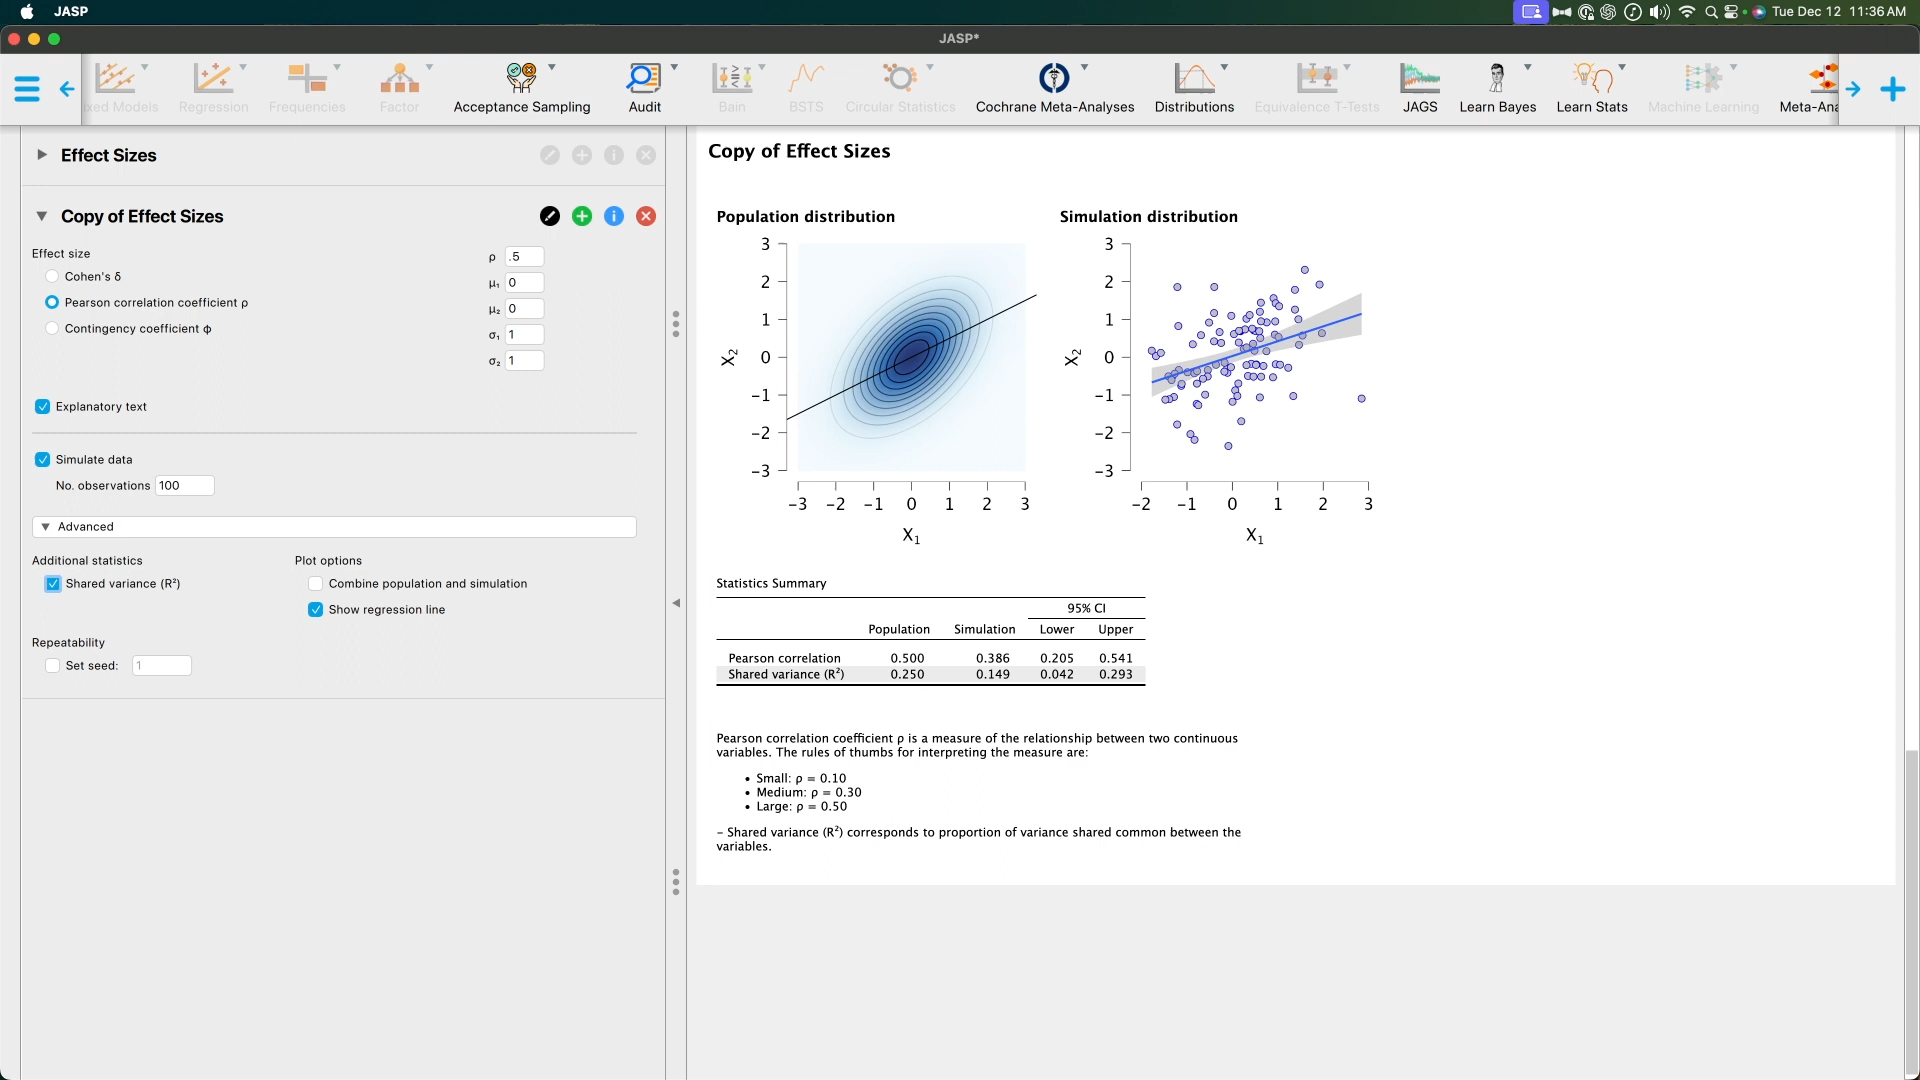 JASP
Tue Dec 12 11:36 AM
JASP*
xed Models
Regression
Frequencies
Factor
Acceptance Sampling
Audit
Bain
BSTS
Circular Statistics
Cochrane Meta-Analyses
Distributions
Equivalence T-Tests
JAGS
Learn Bayes
Learn Stats
Machine Learning
Meta-Ana
Effect Sizes
Copy of Effect Sizes
Effect size
Cohen's δ
Pearson correlation coefficient ρ
Contingency coefficient φ
ρ .5
μ₁ 0
μ₂ 0
σ₁ 1
σ₂ 1
Explanatory text
Simulate data
No. observations 100
Advanced
Additional statistics
Shared variance (R²)
Plot options
Combine population and simulation
Show regression line
Repeatability
Set seed: 1
Copy of Effect Sizes
Population distribution
3
2
1
0
−1
−2
−3
X₂
−3 −2 −1 0 1 2 3
X₁
Simulation distribution
3
2
1
0
−1
−2
−3
X₂
−2 −1 0 1 2 3
X₁
Statistics Summary
95% CI
Population Simulation Lower Upper
Pearson correlation 0.500 0.386 0.205 0.541
Shared variance (R²) 0.250 0.149 0.042 0.293
Pearson correlation coefficient ρ is a measure of the relationship between two continuous
variables. The rules of thumbs for interpreting the measure are:
• Small: ρ = 0.10
• Medium: ρ = 0.30
• Large: ρ = 0.50
– Shared variance (R²) corresponds to proportion of variance shared common between the
variables.